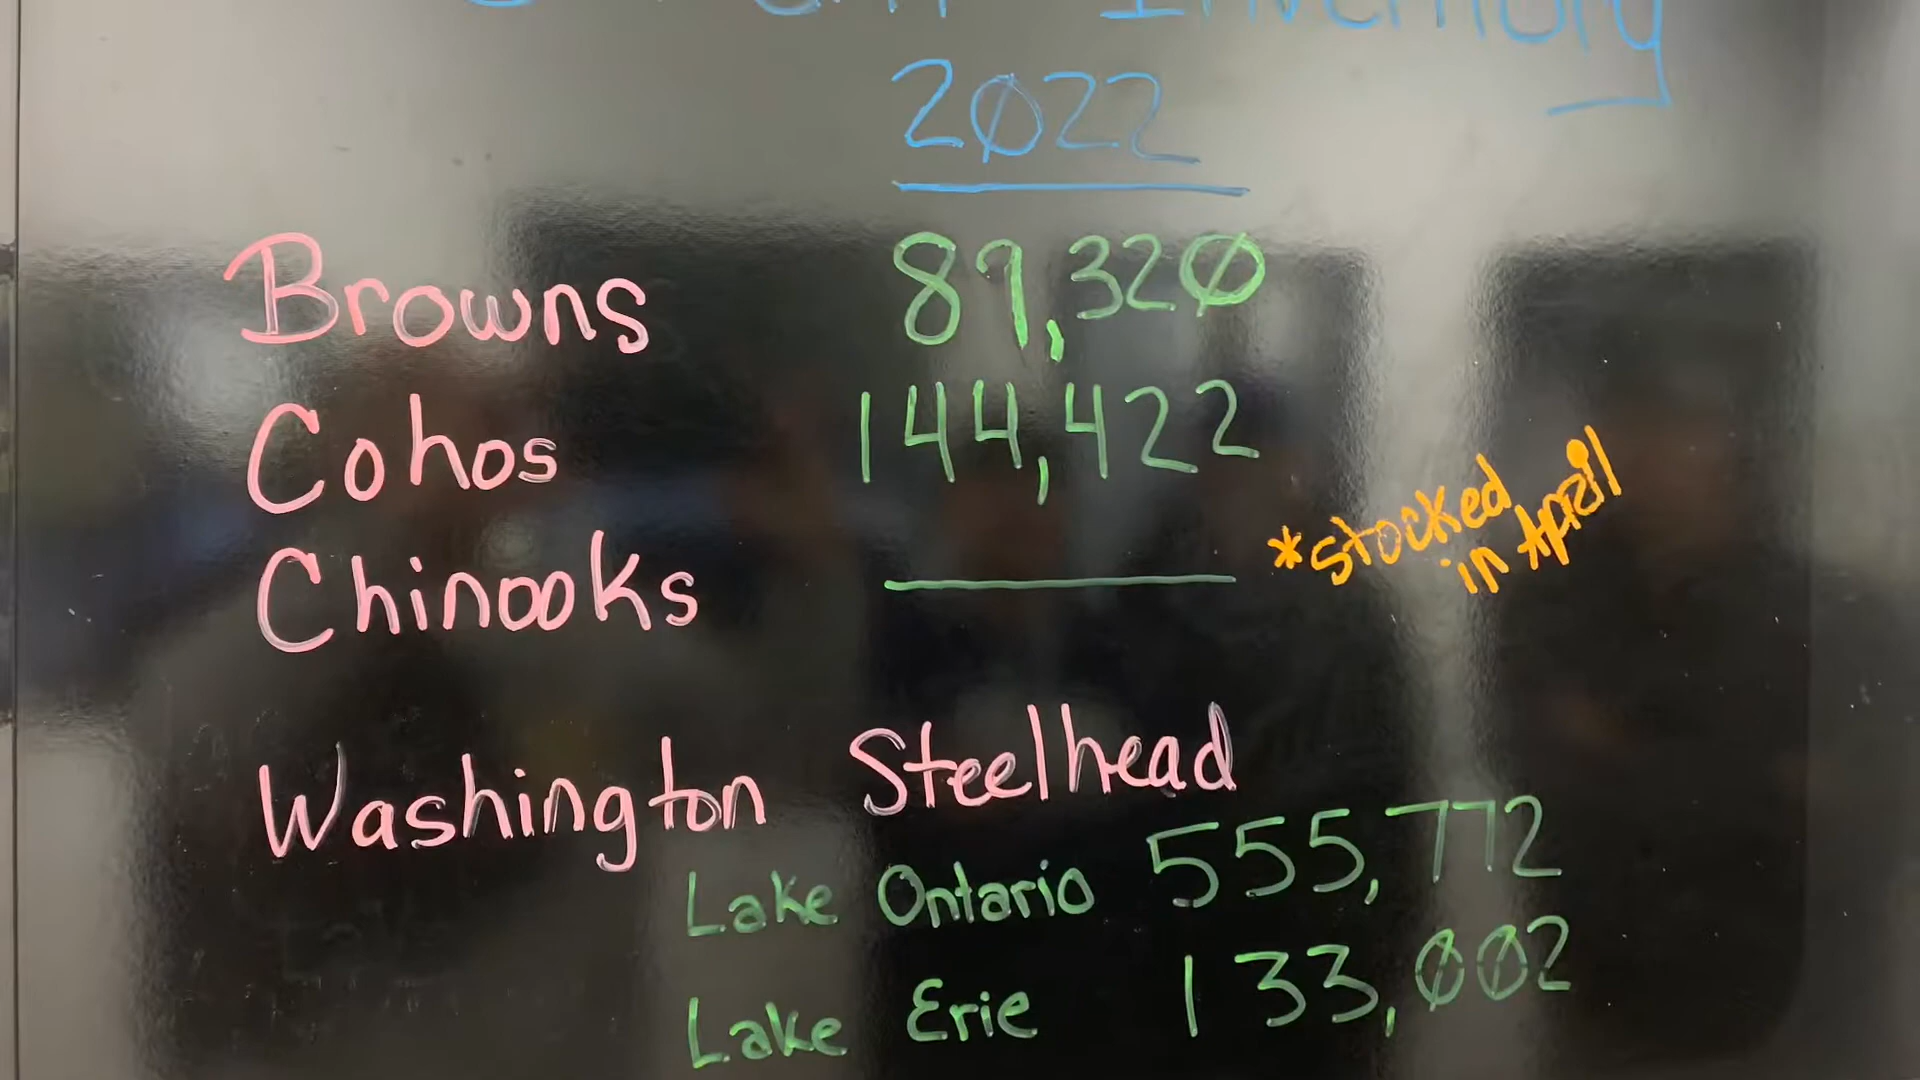 Inventory
2022
Browns 89,320
Cohos 144,422
Chinooks *stocked
in April
Washington Steelhead
Lake Ontario 555,772
Lake Erie 133,002